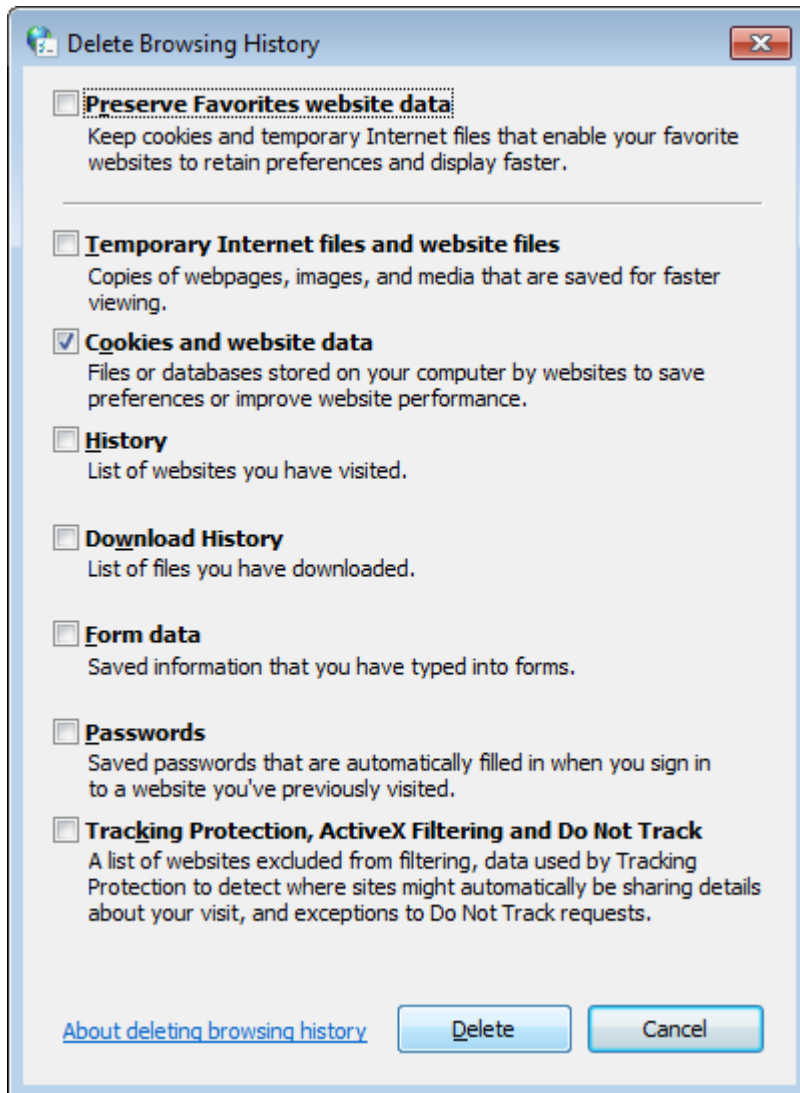 Delete Browsing History
Preserve Favorites website data
Keep cookies and temporary Internet files that enable your favorite
websites to retain preferences and display faster.
Temporary Internet files and website files
Copies of webpages, images, and media that are saved for faster
viewing.
Cookies and website data
Files or databases stored on your computer by websites to save
preferences or improve website performance.
History
List of websites you have visited.
Download History
List of files you have downloaded.
Form data
Saved information that you have typed into forms.
Passwords
Saved passwords that are automatically filled in when you sign in
to a website you've previously visited.
Tracking Protection, ActiveX Filtering and Do Not Track
A list of websites excluded from filtering, data used by Tracking
Protection to detect where sites might automatically be sharing details
about your visit, and exceptions to Do Not Track requests.
About deleting browsing history
Delete
Cancel